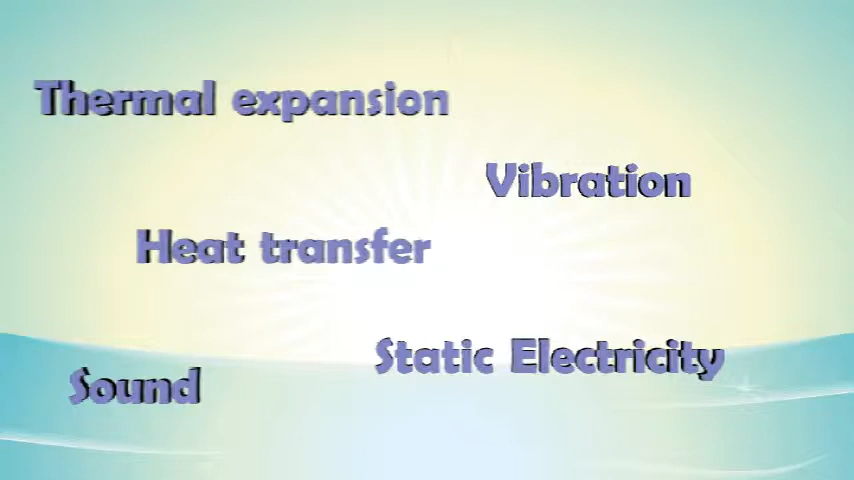 Thermal expansion
Vibration
Heat transfer
Static Electricity
Sound